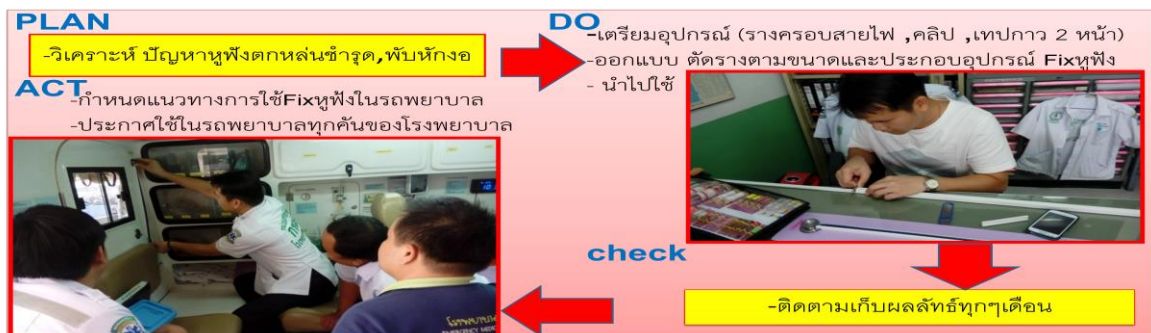 PLAN
-วิเคราะห์ ปัญหาหูฟังตกหล่นชำรุด,พับหักงอ
DO
-เตรียมอุปกรณ์ (รางครอบสายไฟ ,คลิป ,เทปกาว 2 หน้า)
-ออกแบบ ตัดรางตามขนาดและประกอบอุปกรณ์ Fixหูฟัง
- นำไปใช้
check
-ติดตามเก็บผลลัทธ์ทุกๆเดือน
ACT
-กำหนดแนวทางการใช้Fixหูฟังในรถพยาบาล
-ประกาศใช้ในรถพยาบาลทุกคันของโรงพยาบาล